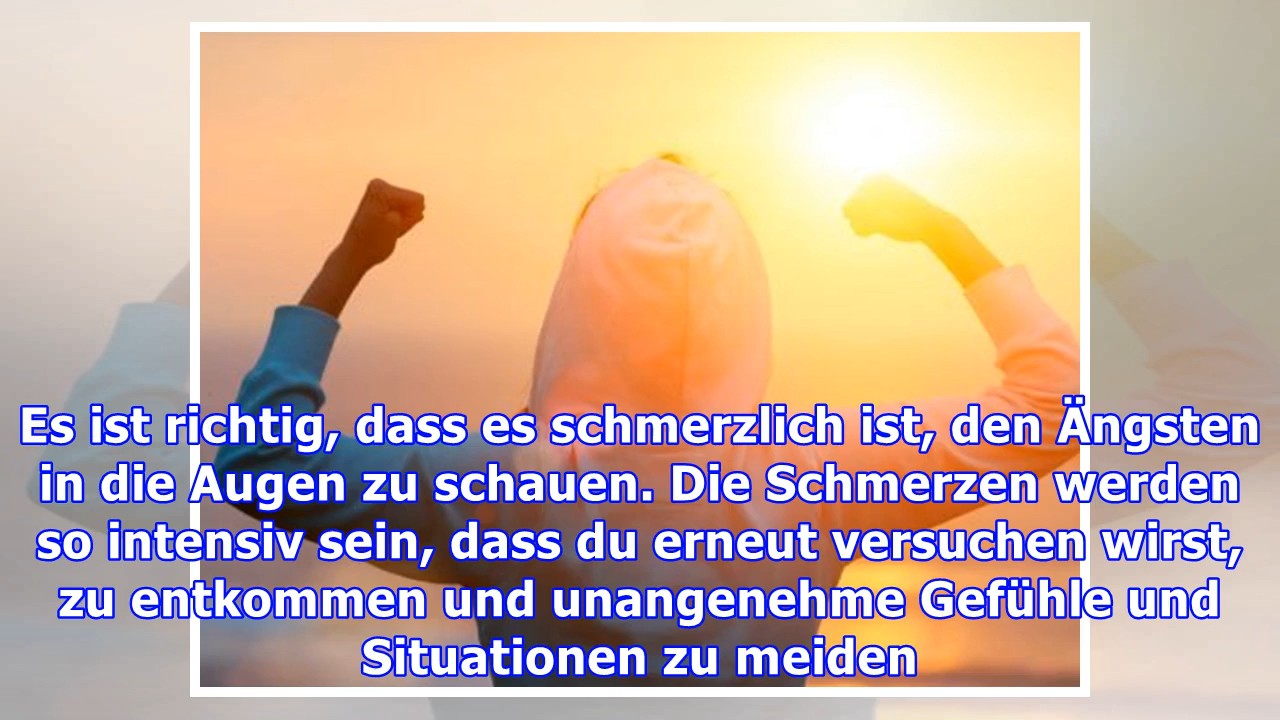 Es ist richtig, dass es schmerzlich ist, den Ängsten
in die Augen zu schauen. Die Schmerzen werden
so intensiv sein, dass du erneut versuchen wirst,
zu entkommen und unangenehme Gefühle und
Situationen zu meiden